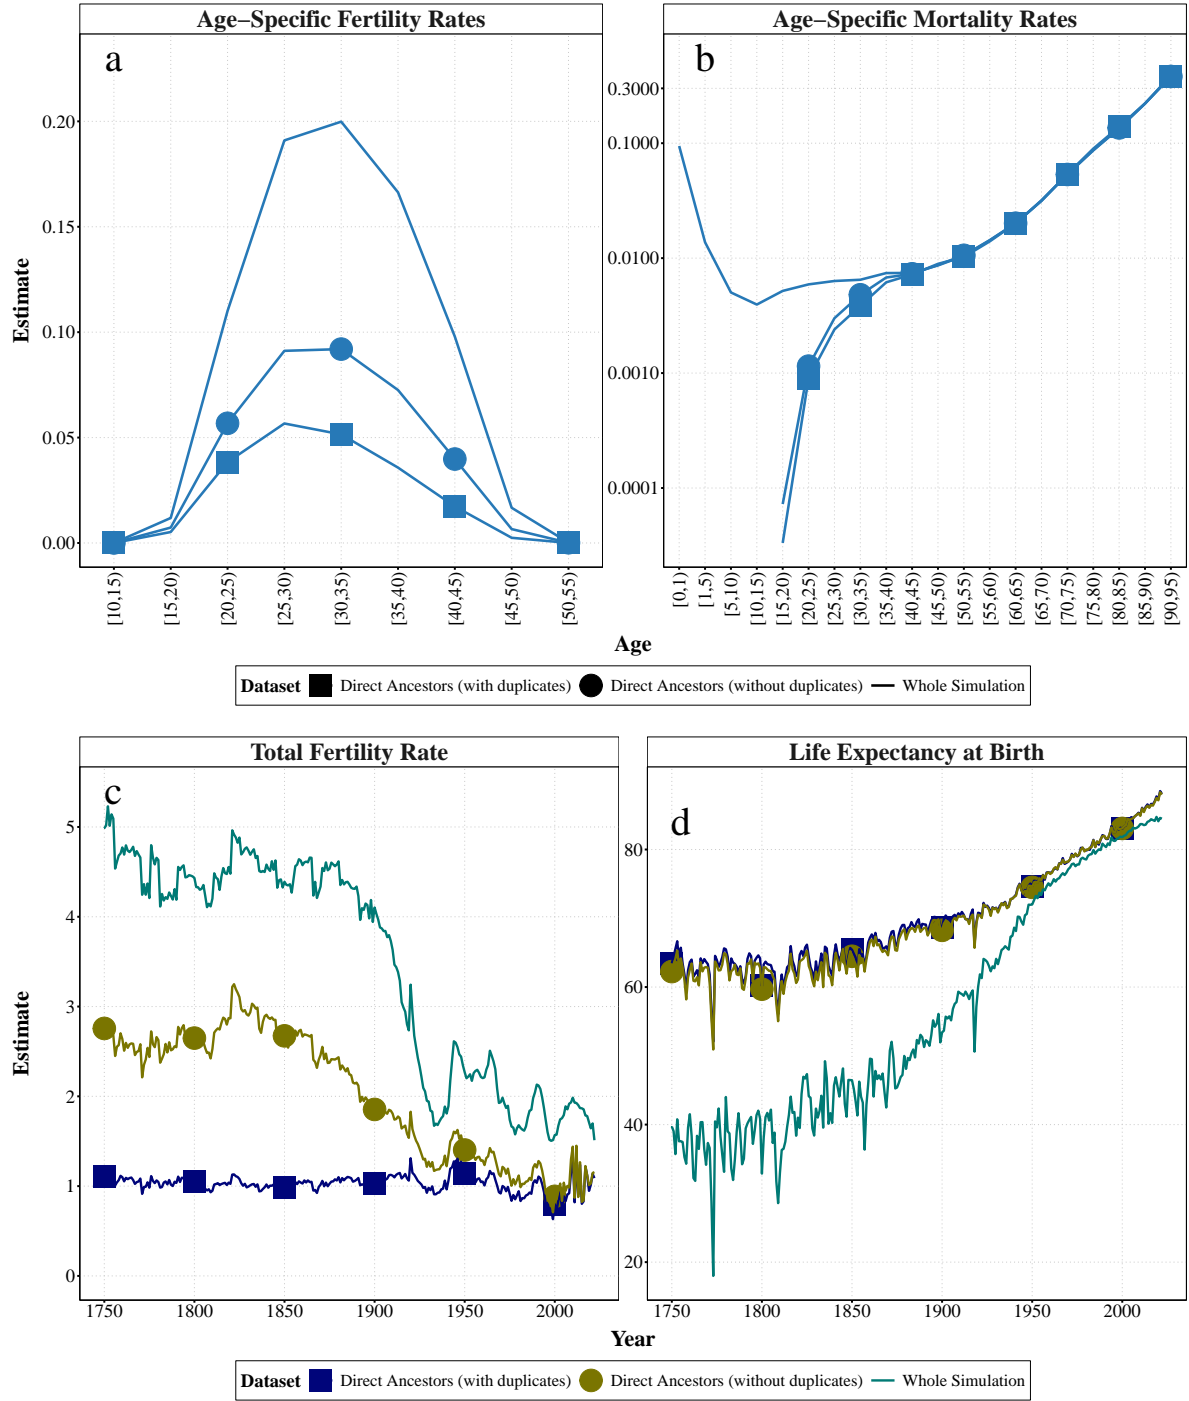 Age−Specific Fertility Rates
Age−Specific Mortality Rates
a
b
Estimate
0.20
0.15
0.10
0.05
0.00
0.3000
0.1000
0.0100
0.0010
0.0001
[10,15) [15,20) [20,25) [25,30) [30,35) [35,40) [40,45) [45,50) [50,55)
[0,1) [1,5) [5,10) [10,15) [15,20) [20,25) [25,30) [30,35) [35,40) [40,45) [45,50) [50,55) [55,60) [60,65) [65,70) [70,75) [75,80) [80,85) [85,90) [90,95)
Age
Dataset Direct Ancestors (with duplicates) Direct Ancestors (without duplicates) Whole Simulation
Total Fertility Rate
Life Expectancy at Birth
c
d
Estimate
5
4
3
2
1
0
80
60
40
20
1750 1800 1850 1900 1950 2000
1750 1800 1850 1900 1950 2000
Year
Dataset Direct Ancestors (with duplicates) Direct Ancestors (without duplicates) Whole Simulation